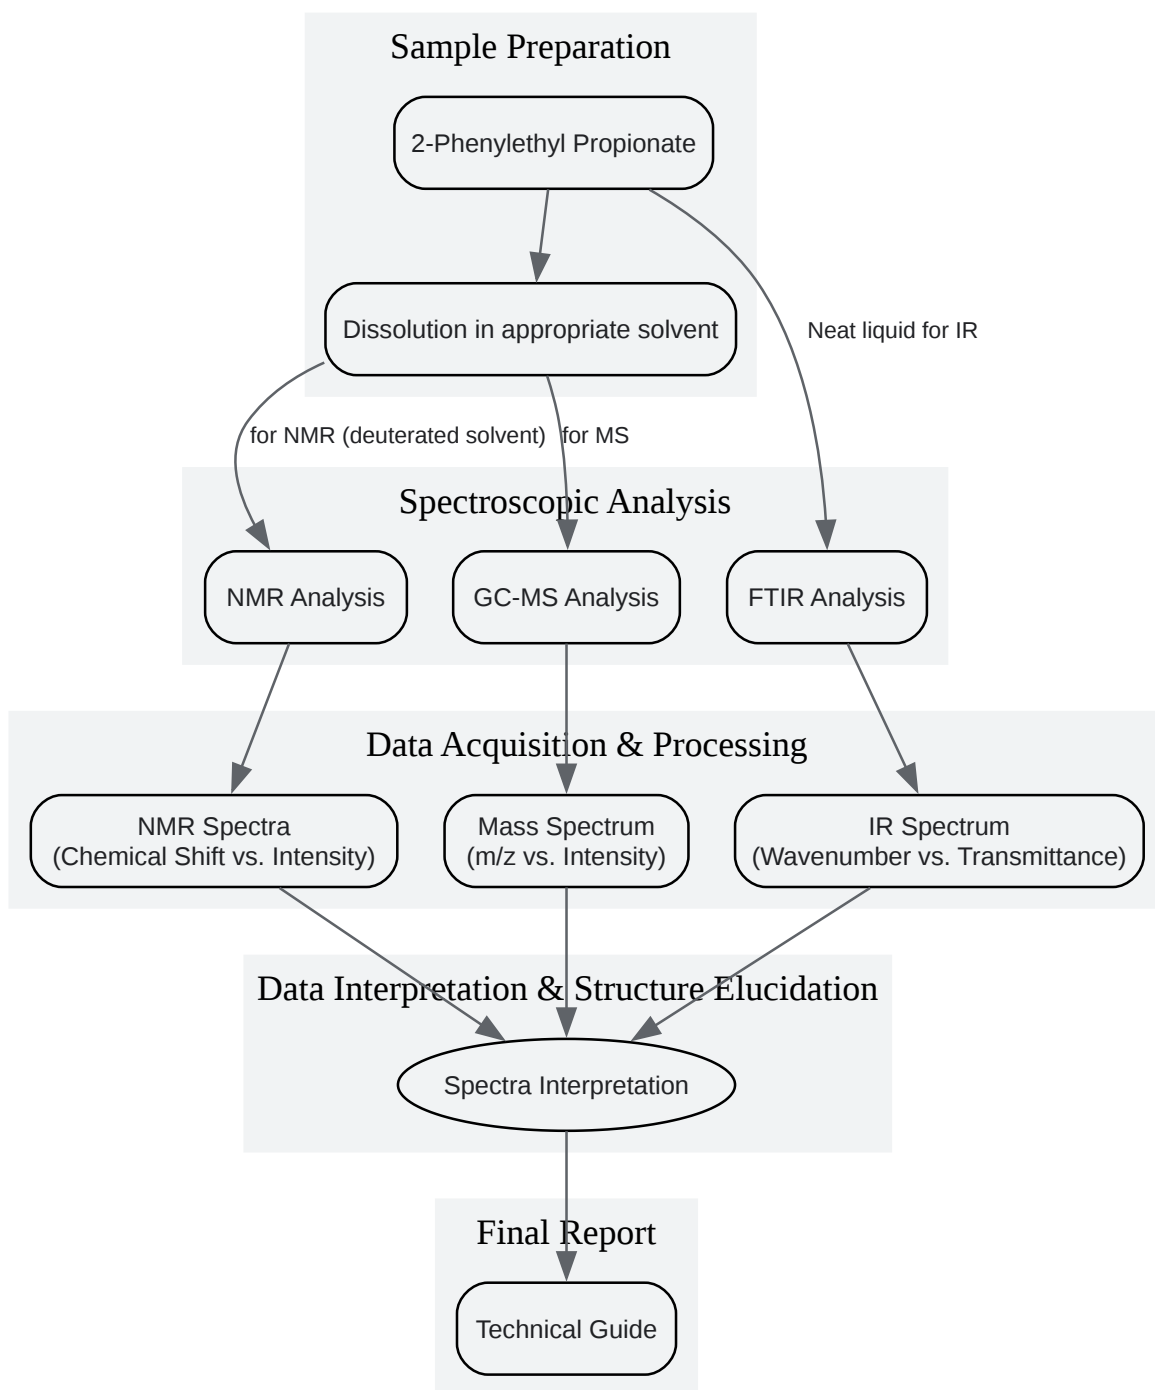 Sample Preparation
2-Phenylethyl Propionate
Dissolution in appropriate solvent
Neat liquid for IR
for NMR (deuterated solvent)
for MS
Spectroscopic Analysis
NMR Analysis
GC-MS Analysis
FTIR Analysis
Data Acquisition & Processing
NMR Spectra
(Chemical Shift vs. Intensity)
Mass Spectrum
(m/z vs. Intensity)
IR Spectrum
(Wavenumber vs. Transmittance)
Data Interpretation & Structure Elucidation
Spectra Interpretation
Final Report
Technical Guide